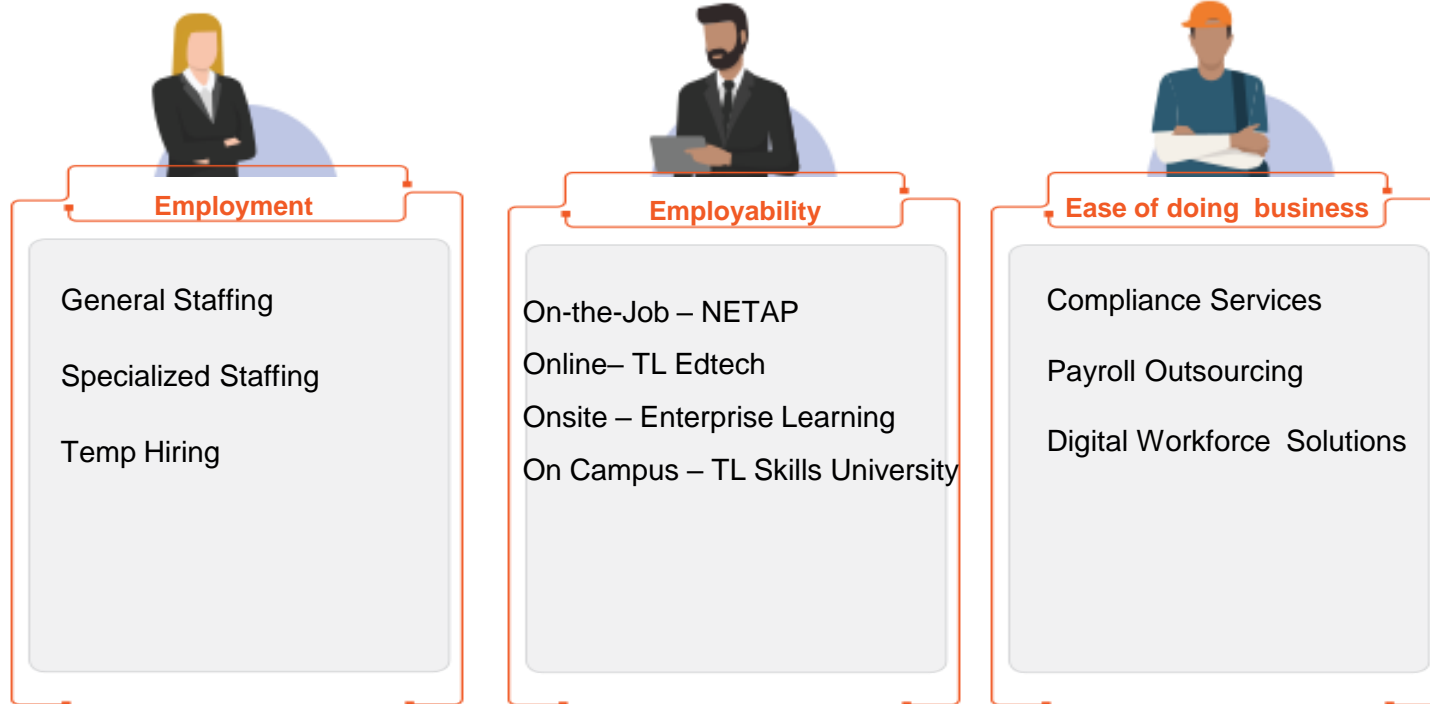 Employment
General Staffing
Specialized Staffing
Temp Hiring
Employability
On-the-Job – NETAP
Online– TL Edtech
Onsite – Enterprise Learning
On Campus – TL Skills University
Ease of doing  business
Compliance Services
Payroll Outsourcing
Digital Workforce  Solutions